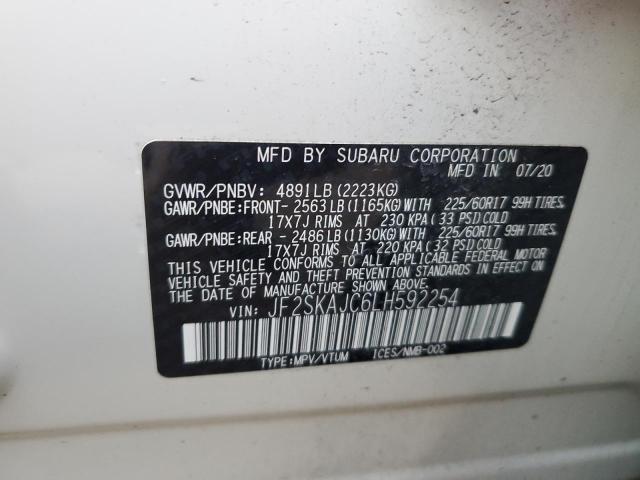 MFD BY SUBARU CORPORATION
MFD IN 07/20
GVWR/PNBV: 4891LB (2223KG)
GAWR/PNBE:FRONT- 2563LB (1165KG)WITH 225/60R17 99H TIRES,
17X7J RIMS AT 230 KPA (33 PSI)COLD
GAWR/PNBE:REAR - 2486LB (1130KG)WITH 225/60R17 99H TIRES,
17X7J RIMS AT 220 KPA (32 PSI)COLD
THIS VEHICLE CONFORMS TO ALL APPLICABLE FEDERAL MOTOR
VEHICLE SAFETY AND THEFT PREVENTION STANDARDS IN EFFECT ON
THE DATE OF MANUFACTURE SHOWN ABOVE.
VIN: JF2SKAJC6LH592254
TYPE:MPV/VTUM ICES/NMB-002